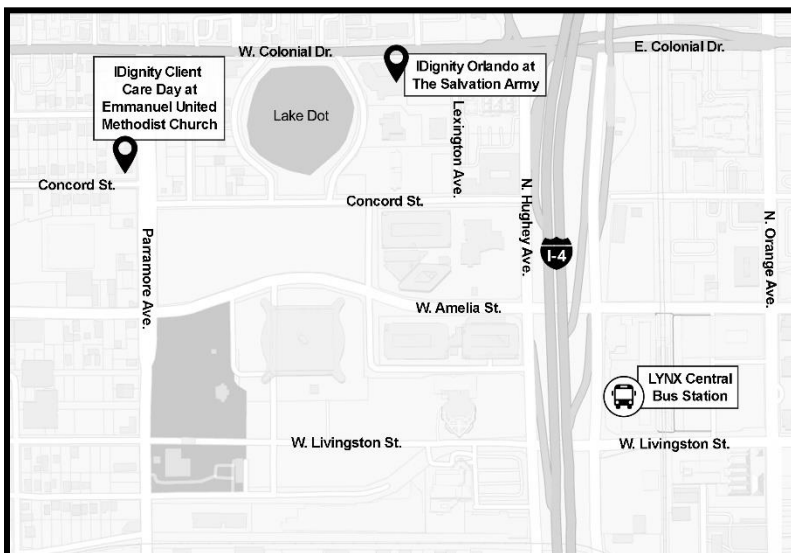 W. Colonial Dr.
E. Colonial Dr.
IDignity Client
Care Day at
Emmanuel United
Methodist Church
IDignity Orlando at
The Salvation Army
Lake Dot
Lexington Ave.
Concord St.
Concord St.
N. Hughey Ave.
N. Orange Ave.
Parramore Ave.
I-4
W. Amelia St.
LYNX Central
Bus Station
W. Livingston St.
W. Livingston St.